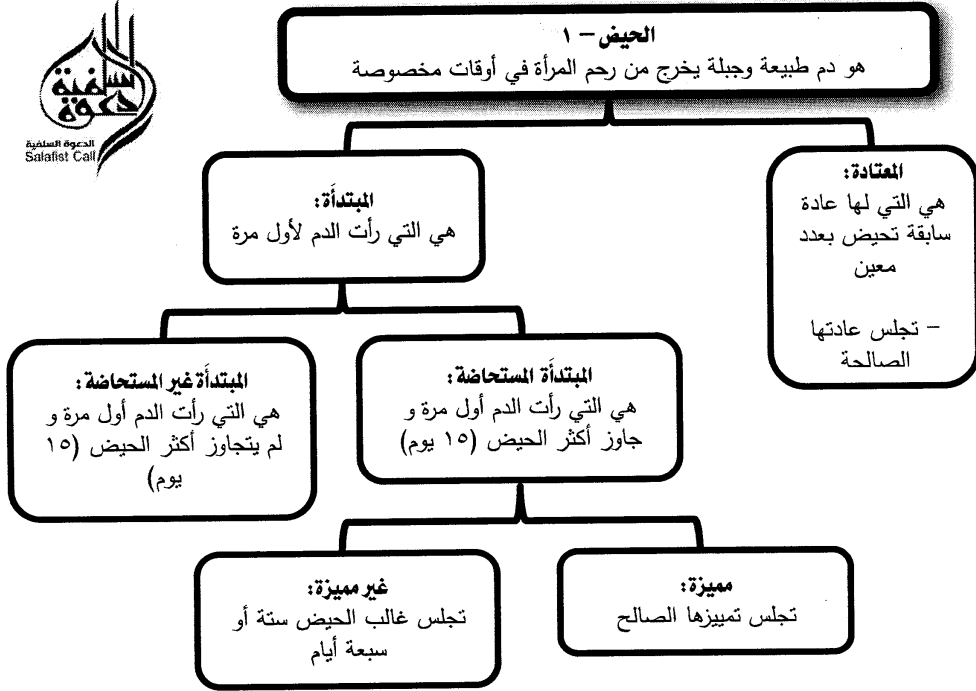 الحيض – ١
هو دم طبيعة وجبلة يخرج من رحم المرأة في أوقات مخصوصة
السلفية
دعوة
الدعوة السلفية
Salafist Call
المعتادة:
هي التي لها عادة
سابقة تحيض بعدد
معين
– تجلس عادتها
الصالحة
المبتدأة:
هي التي رأت الدم لأول مرة
المبتدأة المستحاضة:
هي التي رأت الدم أول مرة و
جاوز أكثر الحيض (١٥ يوم)
المبتدأة غير المستحاضة:
هي التي رأت الدم أول مرة و
لم يتجاوز أكثر الحيض (١٥
يوم)
مميزة:
تجلس تمييزها الصالح
غير مميزة:
تجلس غالب الحيض ستة أو
سبعة أيام